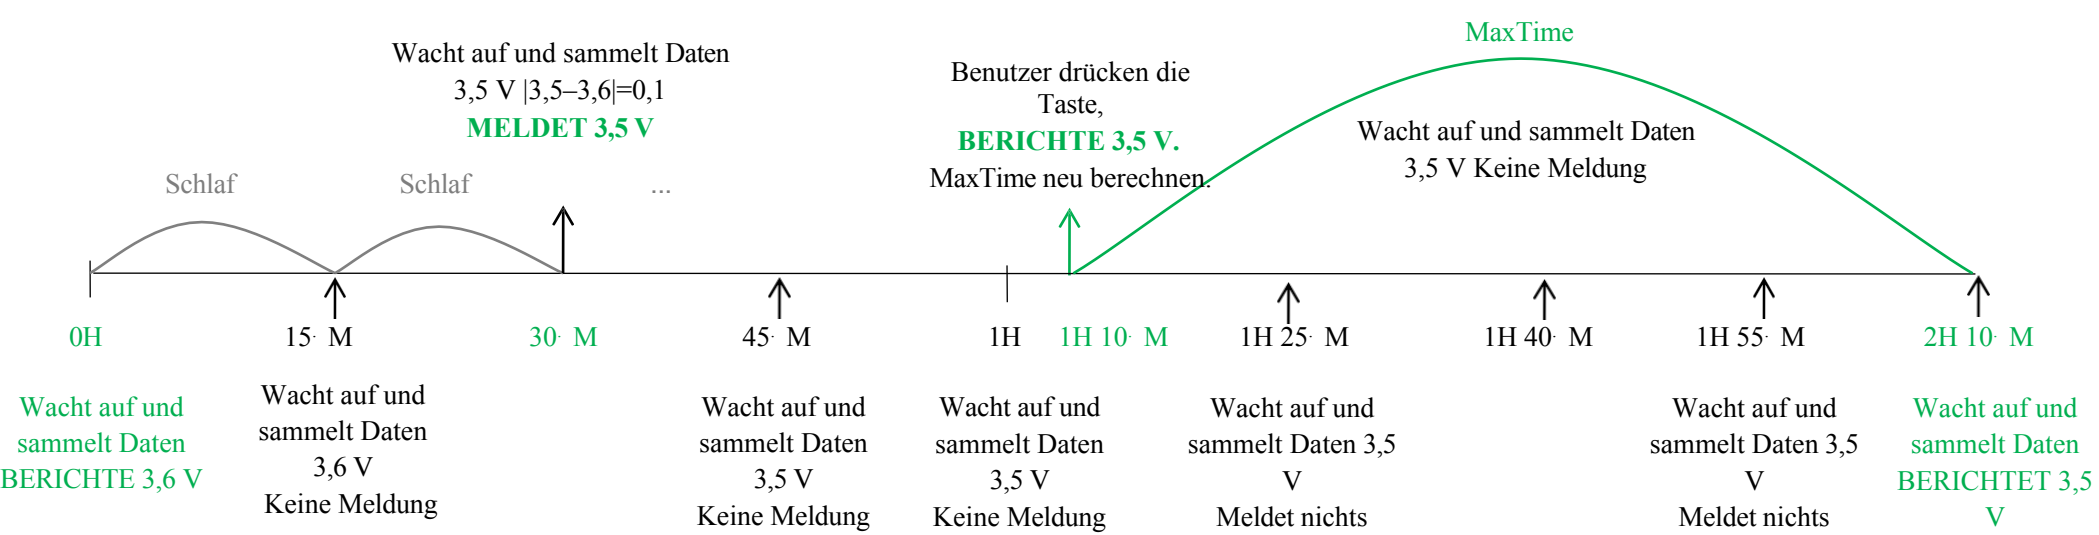 MaxTime
Wacht auf und sammelt Daten
3,5 V |3,5–3,6|=0,1
MELDET 3,5 V
Benutzer drücken die
Taste,
BERICHTE 3,5 V.
MaxTime neu berechnen.
Wacht auf und sammelt Daten
3,5 V Keine Meldung
Schlaf
Schlaf
...
0H
15· M
30· M
45· M
1H
1H 10· M
1H 25· M
1H 40· M
1H 55· M
2H 10· M
Wacht auf und
sammelt Daten
BERICHTE 3,6 V
Wacht auf und
sammelt Daten
3,6 V
Keine Meldung
Wacht auf und
sammelt Daten
3,5 V
Keine Meldung
Wacht auf und
sammelt Daten
3,5 V
Keine Meldung
Wacht auf und
sammelt Daten 3,5
V
Meldet nichts
Wacht auf und
sammelt Daten 3,5
V
Meldet nichts
Wacht auf und
sammelt Daten
BERICHTET 3,5
V